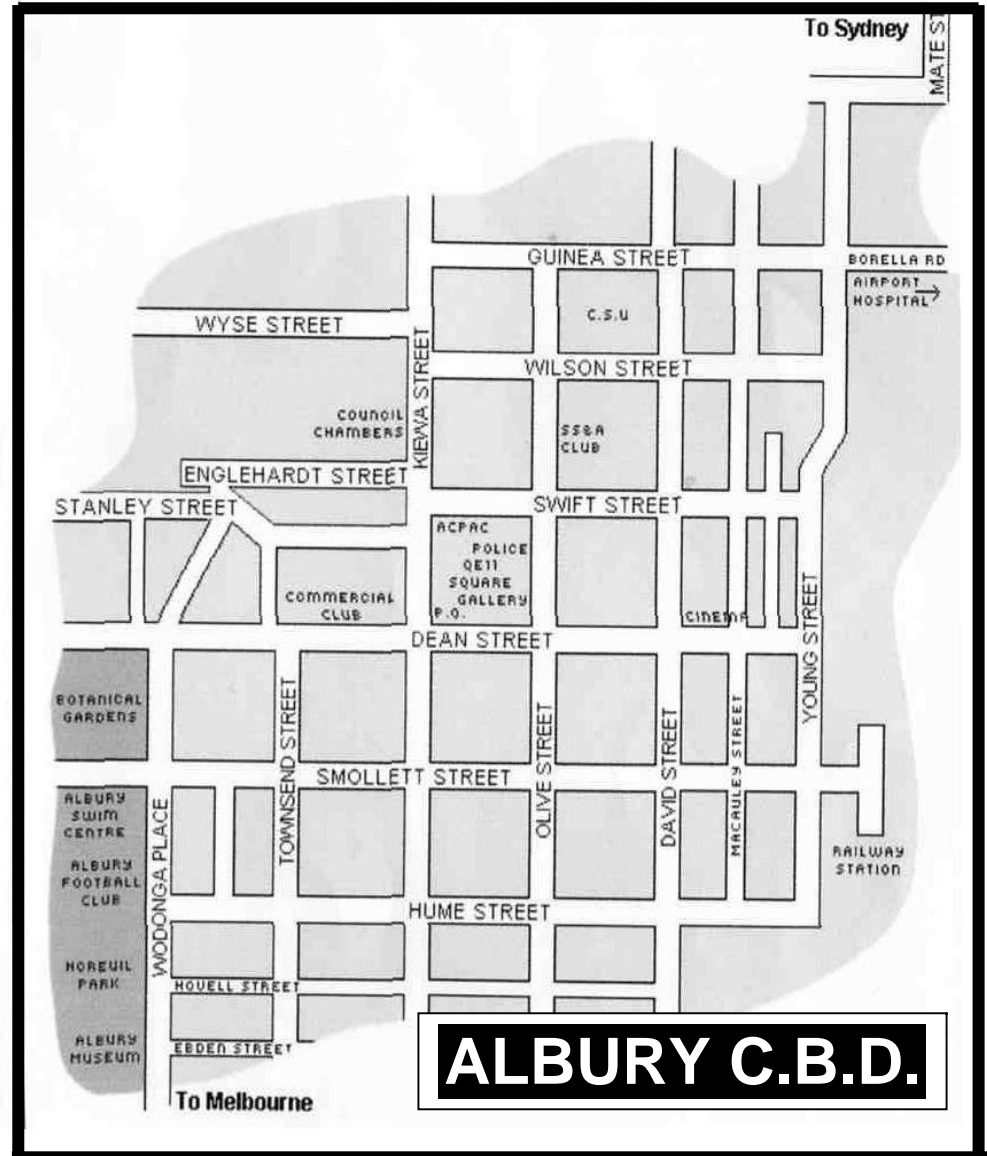 To Sydney
MATE ST
GUINEA STREET
BORELLA RD
AIRPORT
HOSPITAL
C.S.U
WYSE STREET
KIEWA STREET
WILSON STREET
COUNCIL
CHAMBERS
SS&A
CLUB
ENGLEHARDT STREET
STANLEY STREET
SWIFT STREET
ACPAC
POLICE
QE11
SQUARE
GALLERY
P.O.
COMMERCIAL
CLUB
CINEMA
DEAN STREET
YOUNG STREET
BOTANICAL
GARDENS
TOWNSEND STREET
OLIVE STREET
DAVID STREET
MACAULEY STREET
SMOLLETT STREET
ALBURY
SWIM
CENTRE
WODONGA PLACE
ALBURY
FOOTBALL
CLUB
RAILWAY
STATION
HUME STREET
NOREUIL
PARK
HOVELL STREET
ALBURY
MUSEUM
EBDEN STREET
To Melbourne
ALBURY C.B.D.